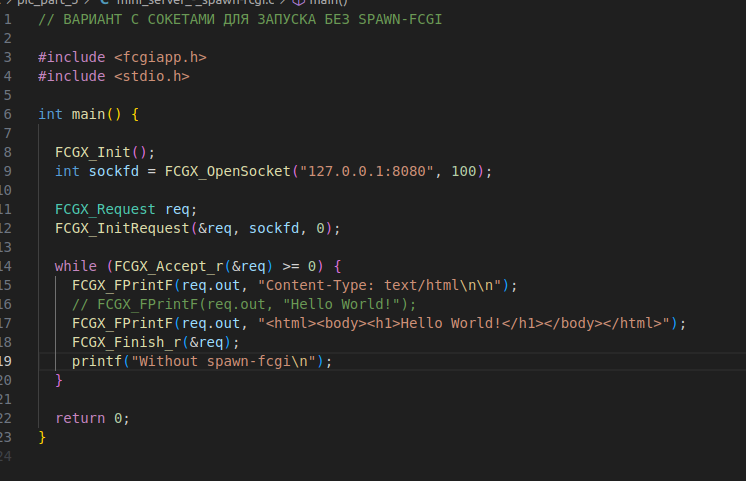 pic_part_3 > C mini_server_-_spawn-fcgi.c > main()
1 // ВАРИАНТ С СОКЕТАМИ ДЛЯ ЗАПУСКА БЕЗ SPAWN-FCGI
2
3 #include <fcgiapp.h>
4 #include <stdio.h>
5
6 int main() {
7
8 FCGX_Init();
9 int sockfd = FCGX_OpenSocket("127.0.0.1:8080", 100);
10
11 FCGX_Request req;
12 FCGX_InitRequest(&req, sockfd, 0);
13
14 while (FCGX_Accept_r(&req) >= 0) {
15 FCGX_FPrintF(req.out, "Content-Type: text/html\n\n");
16 // FCGX_FPrintF(req.out, "Hello World!");
17 FCGX_FPrintF(req.out, "<html><body><h1>Hello World!</h1></body></html>");
18 FCGX_Finish_r(&req);
19 printf("Without spawn-fcgi\n");
20 }
21
22 return 0;
23 }
24